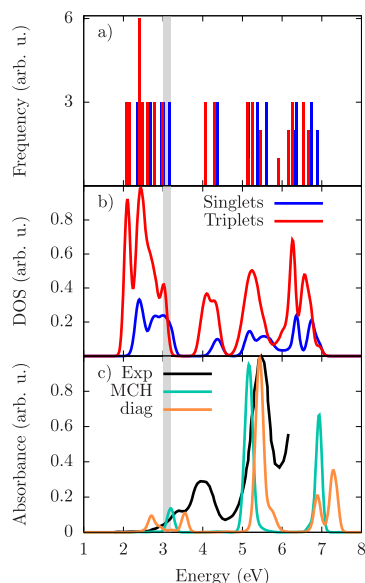 Frequency (arb. u.)
6
3
a)
DOS (arb. u.)
0.8
0.6
0.4
0.2
b)
Singlets
Triplets
Absorbance (arb. u.)
0.8
0.6
0.4
0.2
0
c)
Exp
MCH
diag
1 2 3 4 5 6 7 8
Energy (eV)